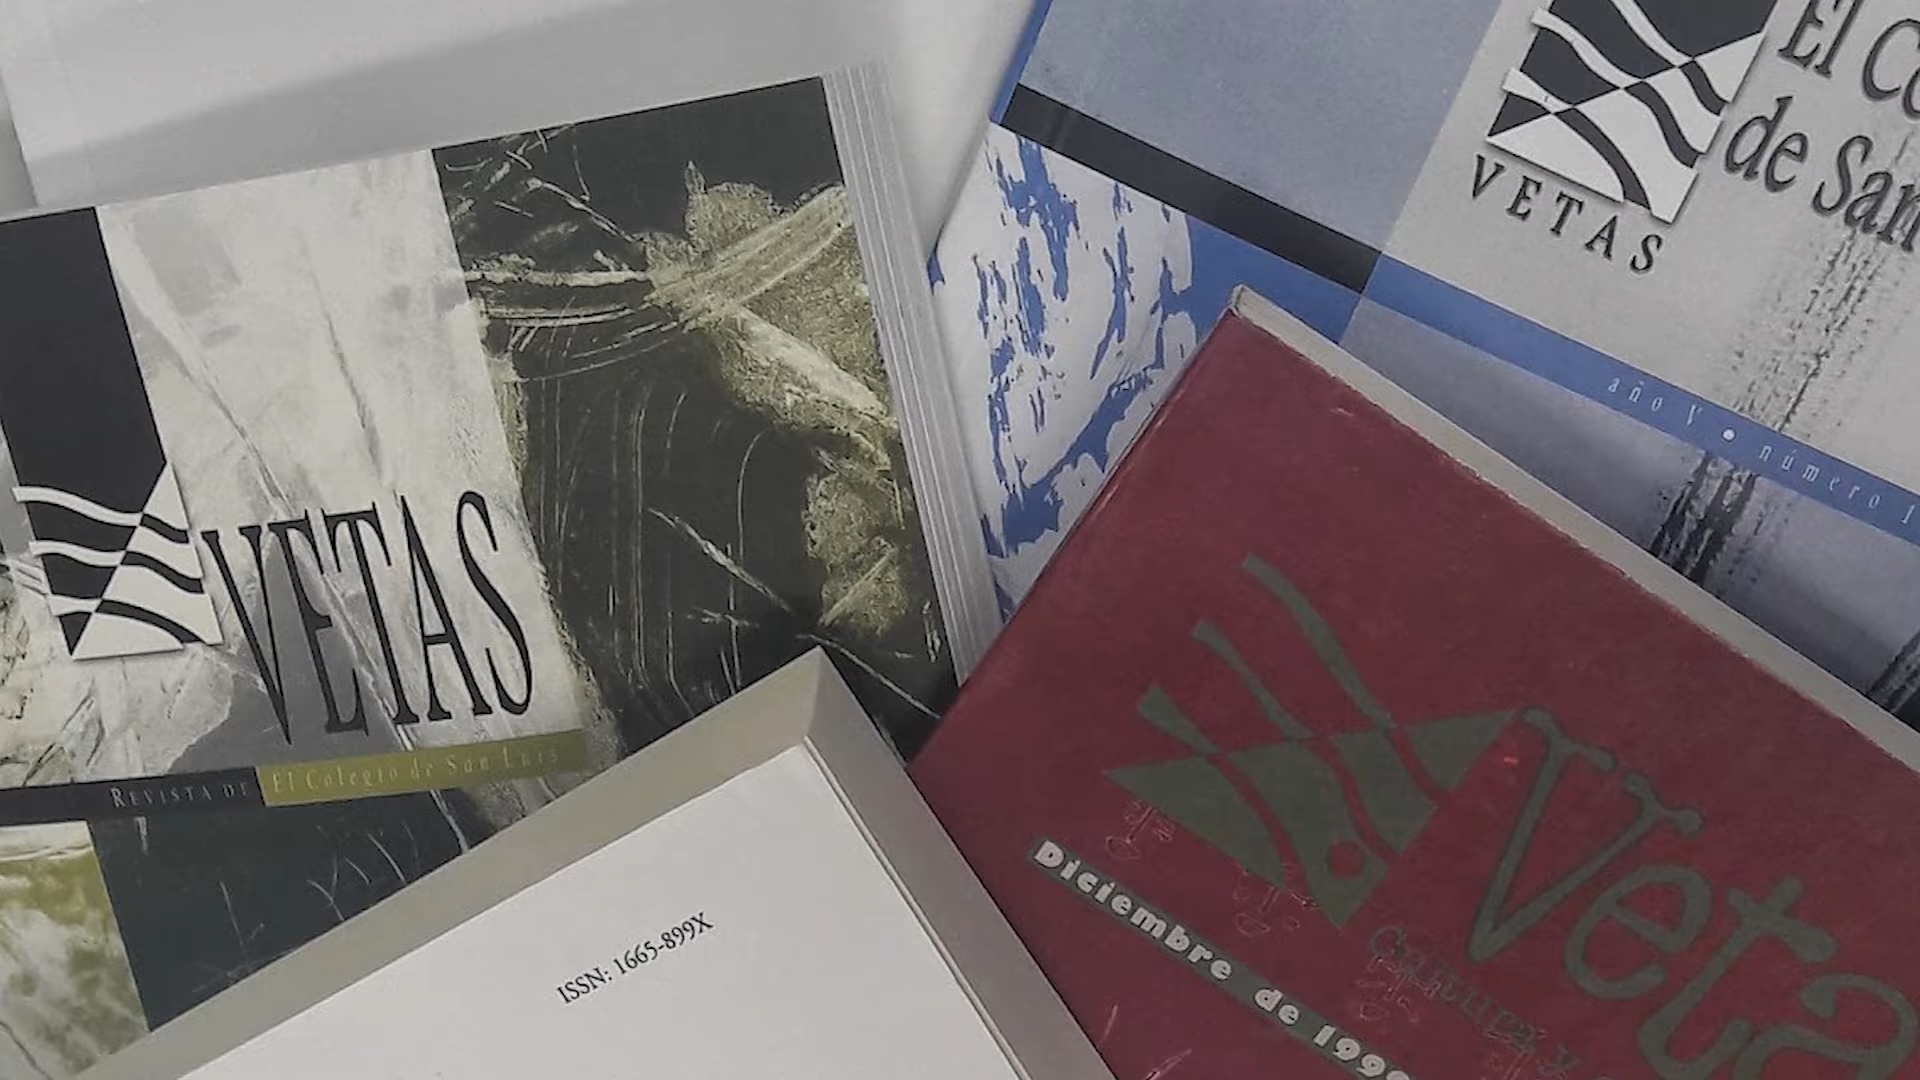 VETAS
REVISTA DE El Colegio de San Luis
El Co
de San
VETAS
año V • número 1
ISSN: 1665-899X
Veta
Diciembre de 199